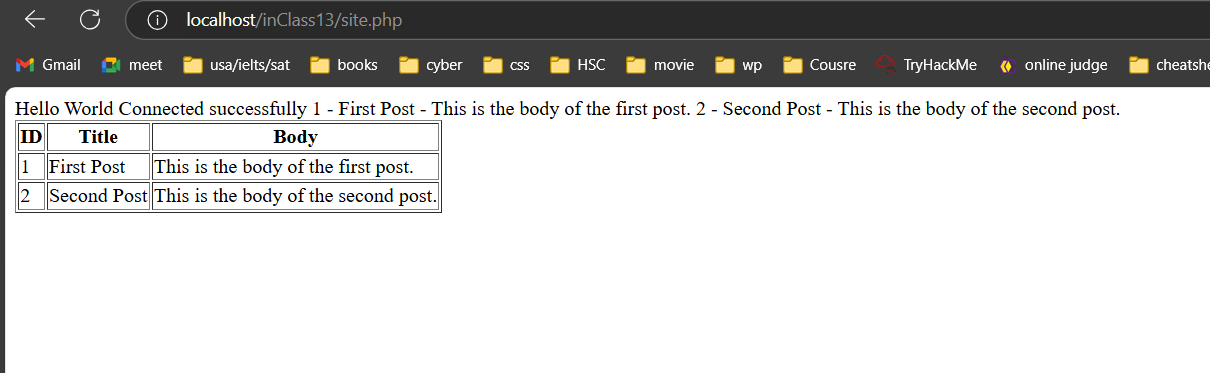 localhost/inClass13/site.php
Gmail meet usa/ielts/sat books cyber css HSC movie wp Cousre TryHackMe online judge cheatshe
Hello World Connected successfully 1 - First Post - This is the body of the first post. 2 - Second Post - This is the body of the second post.
ID Title Body
1 First Post This is the body of the first post.
2 Second Post This is the body of the second post.